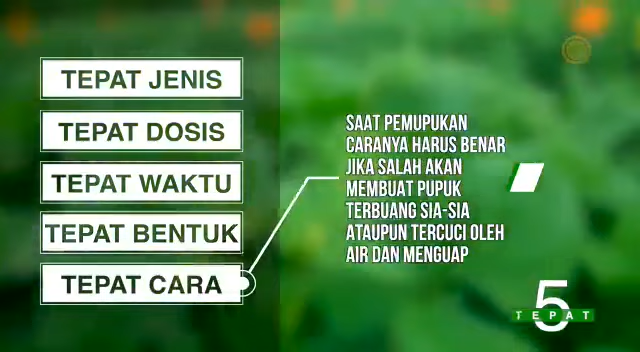 TEPAT JENIS
TEPAT DOSIS
TEPAT WAKTU
TEPAT BENTUK
TEPAT CARA
SAAT PEMUPUKAN
CARANYA HARUS BENAR
JIKA SALAH AKAN
MEMBUAT PUPUK
TERBUANG SIA-SIA
ATAUPUN TERCUCI OLEH
AIR DAN MENGUAP
5
TEPAT